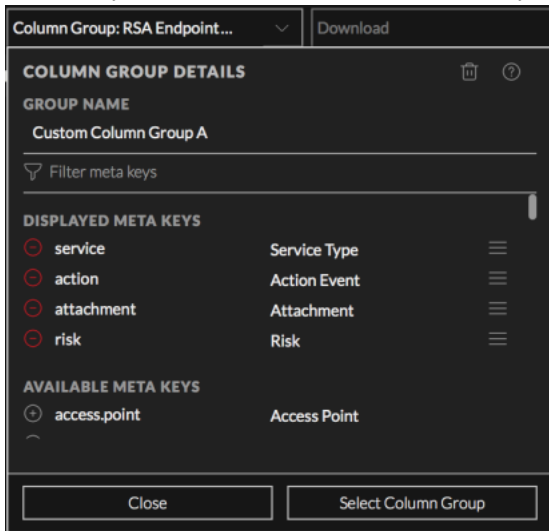 Column Group: RSA Endpoint... Download
COLUMN GROUP DETAILS
GROUP NAME
Custom Column Group A
Filter meta keys
DISPLAYED META KEYS
service Service Type
action Action Event
attachment Attachment
risk Risk
AVAILABLE META KEYS
access.point Access Point
Close Select Column Group